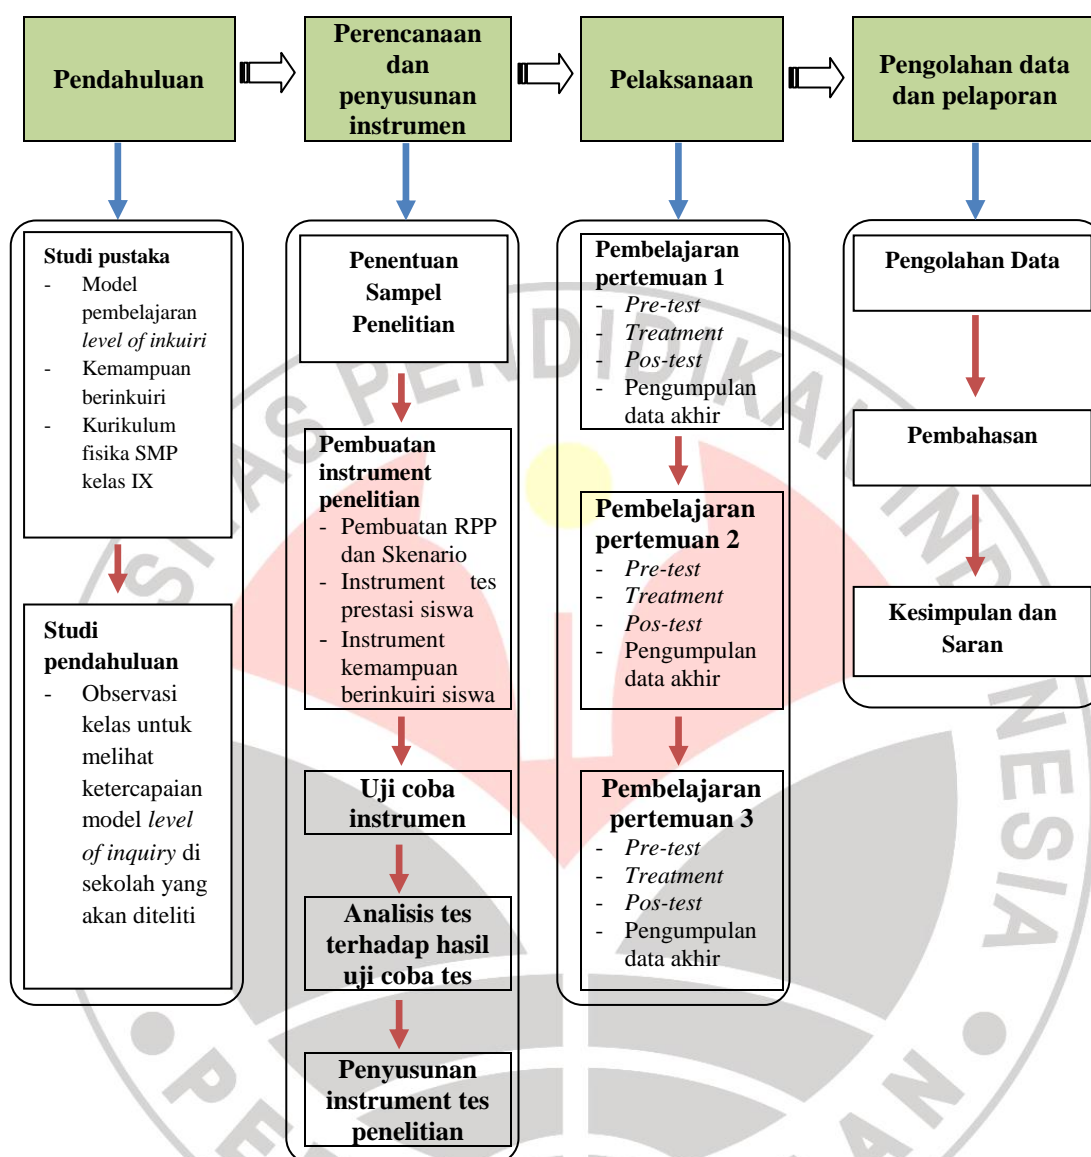 Pendahuluan
Perencanaan
dan
penyusunan
instrumen
Pelaksanaan
Pengolahan data
dan pelaporan
Studi pustaka
- Model
pembelajaran
level of inkuiri
- Kemampuan
berinkuiri
- Kurikulum
fisika SMP
kelas IX
Studi
pendahuluan
- Observasi
kelas untuk
melihat
ketercapaian
model level
of inquiry di
sekolah yang
akan diteliti
Penentuan
Sampel
Penelitian
Pembuatan
instrument
penelitian
- Pembuatan RPP
dan Skenario
- Instrument tes
prestasi siswa
- Instrument
kemampuan
berinkuiri siswa
Uji coba
instrumen
Analisis tes
terhadap hasil
uji coba tes
Penyusunan
instrument tes
penelitian
Pembelajaran
pertemuan 1
- Pre-test
- Treatment
- Pos-test
- Pengumpulan
data akhir
Pembelajaran
pertemuan 2
- Pre-test
- Treatment
- Pos-test
- Pengumpulan
data akhir
Pembelajaran
pertemuan 3
- Pre-test
- Treatment
- Pos-test
- Pengumpulan
data akhir
Pengolahan Data
Pembahasan
Kesimpulan dan
Saran
SITAS PENDIDIKAN INDONESIA